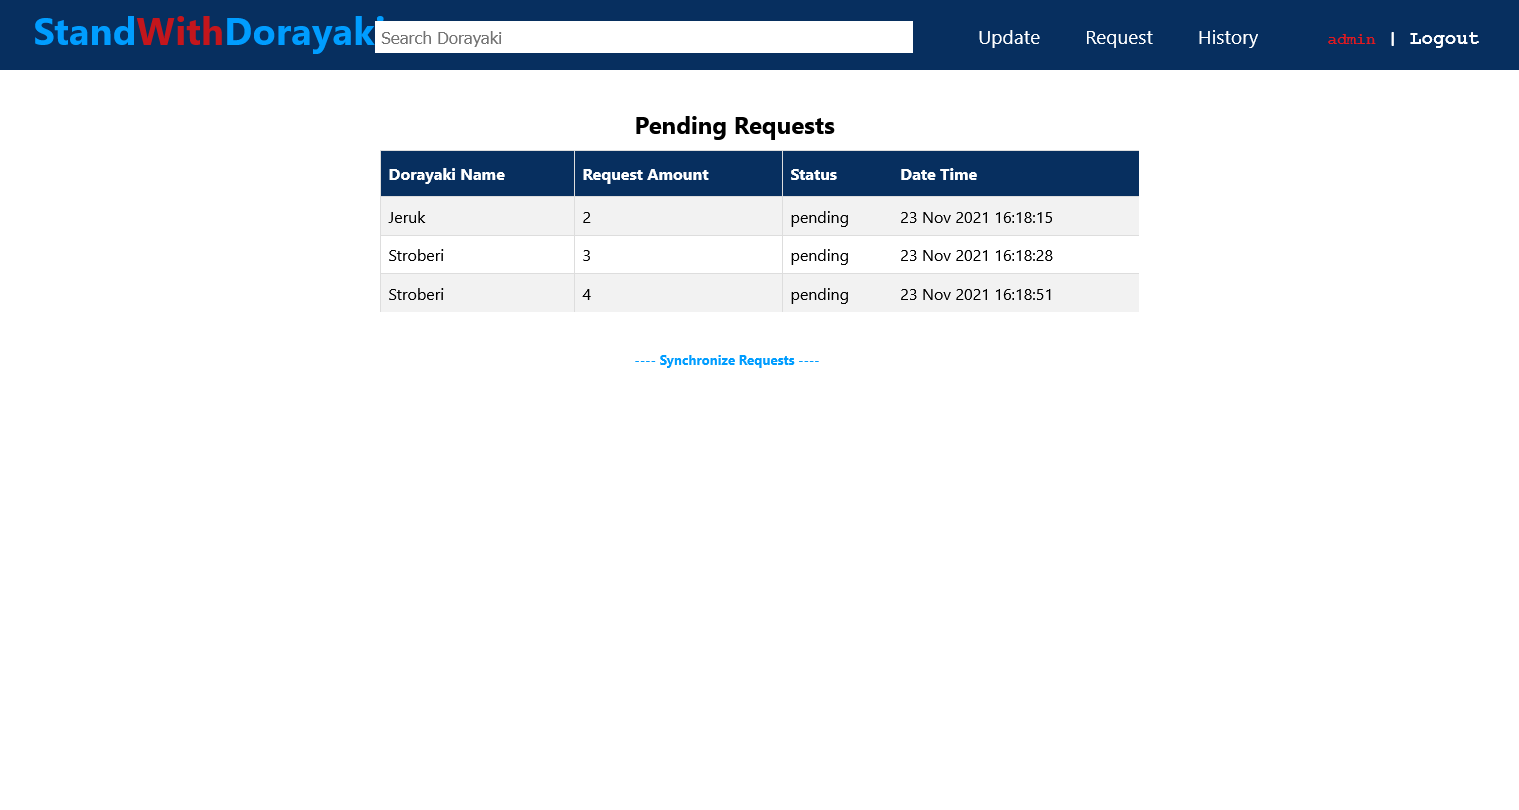 StandWithDorayaki Search Dorayaki Update Request History admin | Logout
Pending Requests
Dorayaki Name Request Amount Status Date Time
Jeruk 2 pending 23 Nov 2021 16:18:15
Stroberi 3 pending 23 Nov 2021 16:18:28
Stroberi 4 pending 23 Nov 2021 16:18:51
---- Synchronize Requests ----